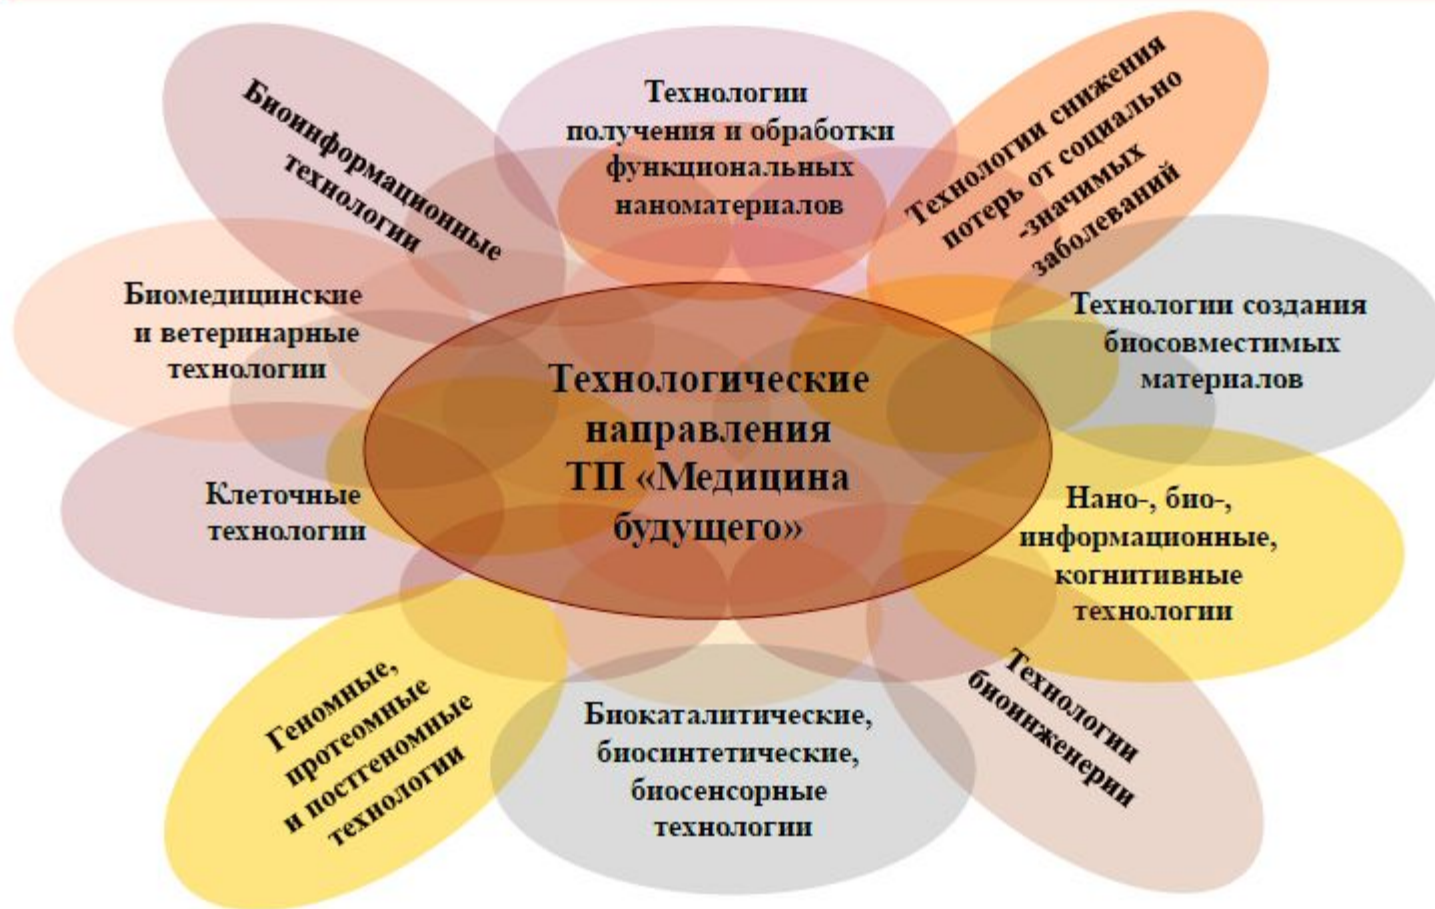 Биоинформационные
технологии
Технологии
получения и обработки
функциональных
наноматериалов
Технологии снижения
потерь от социально
-значимых
заболеваний
Биомедицинские
и ветеринарные
технологии
Технологии создания
биосовместимых
материалов
Технологические
направления
ТП «Медицина
будущего»
Клеточные
технологии
Нано-, био-,
информационные,
когнитивные
технологии
Геномные,
протеомные
и постгеномные
технологии
Биокаталитические,
биосинтетические,
биосенсорные
технологии
Технологии
биоинженерии